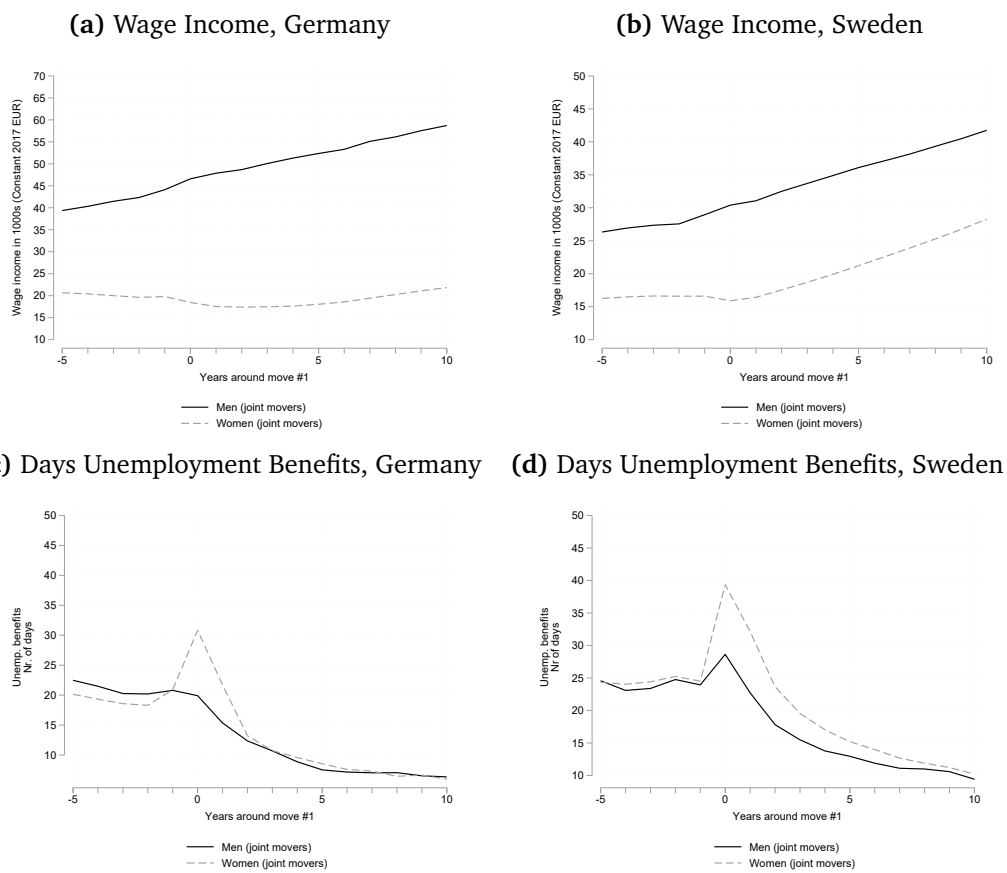 (a) Wage Income, Germany
70
65
60
55
50
45
40
35
30
25
20
15
10
Wage income in 1000s (Constant 2017 EUR)
-5 0 5 10
Years around move #1
Men (joint movers)
Women (joint movers)
(b) Wage Income, Sweden
50
45
40
35
30
25
20
15
10
Wage income in 1000s (Constant 2017 EUR)
-5 0 5 10
Years around move #1
Men (joint movers)
Women (joint movers)
) Days Unemployment Benefits, Germany
50
45
40
35
30
25
20
15
10
Unemp. benefits
Nr. of days
-5 0 5 10
Years around move #1
Men (joint movers)
Women (joint movers)
(d) Days Unemployment Benefits, Sweden
50
45
40
35
30
25
20
15
10
Unemp. benefits
Nr of days
-5 0 5 10
Years around move #1
Men (joint movers)
Women (joint movers)